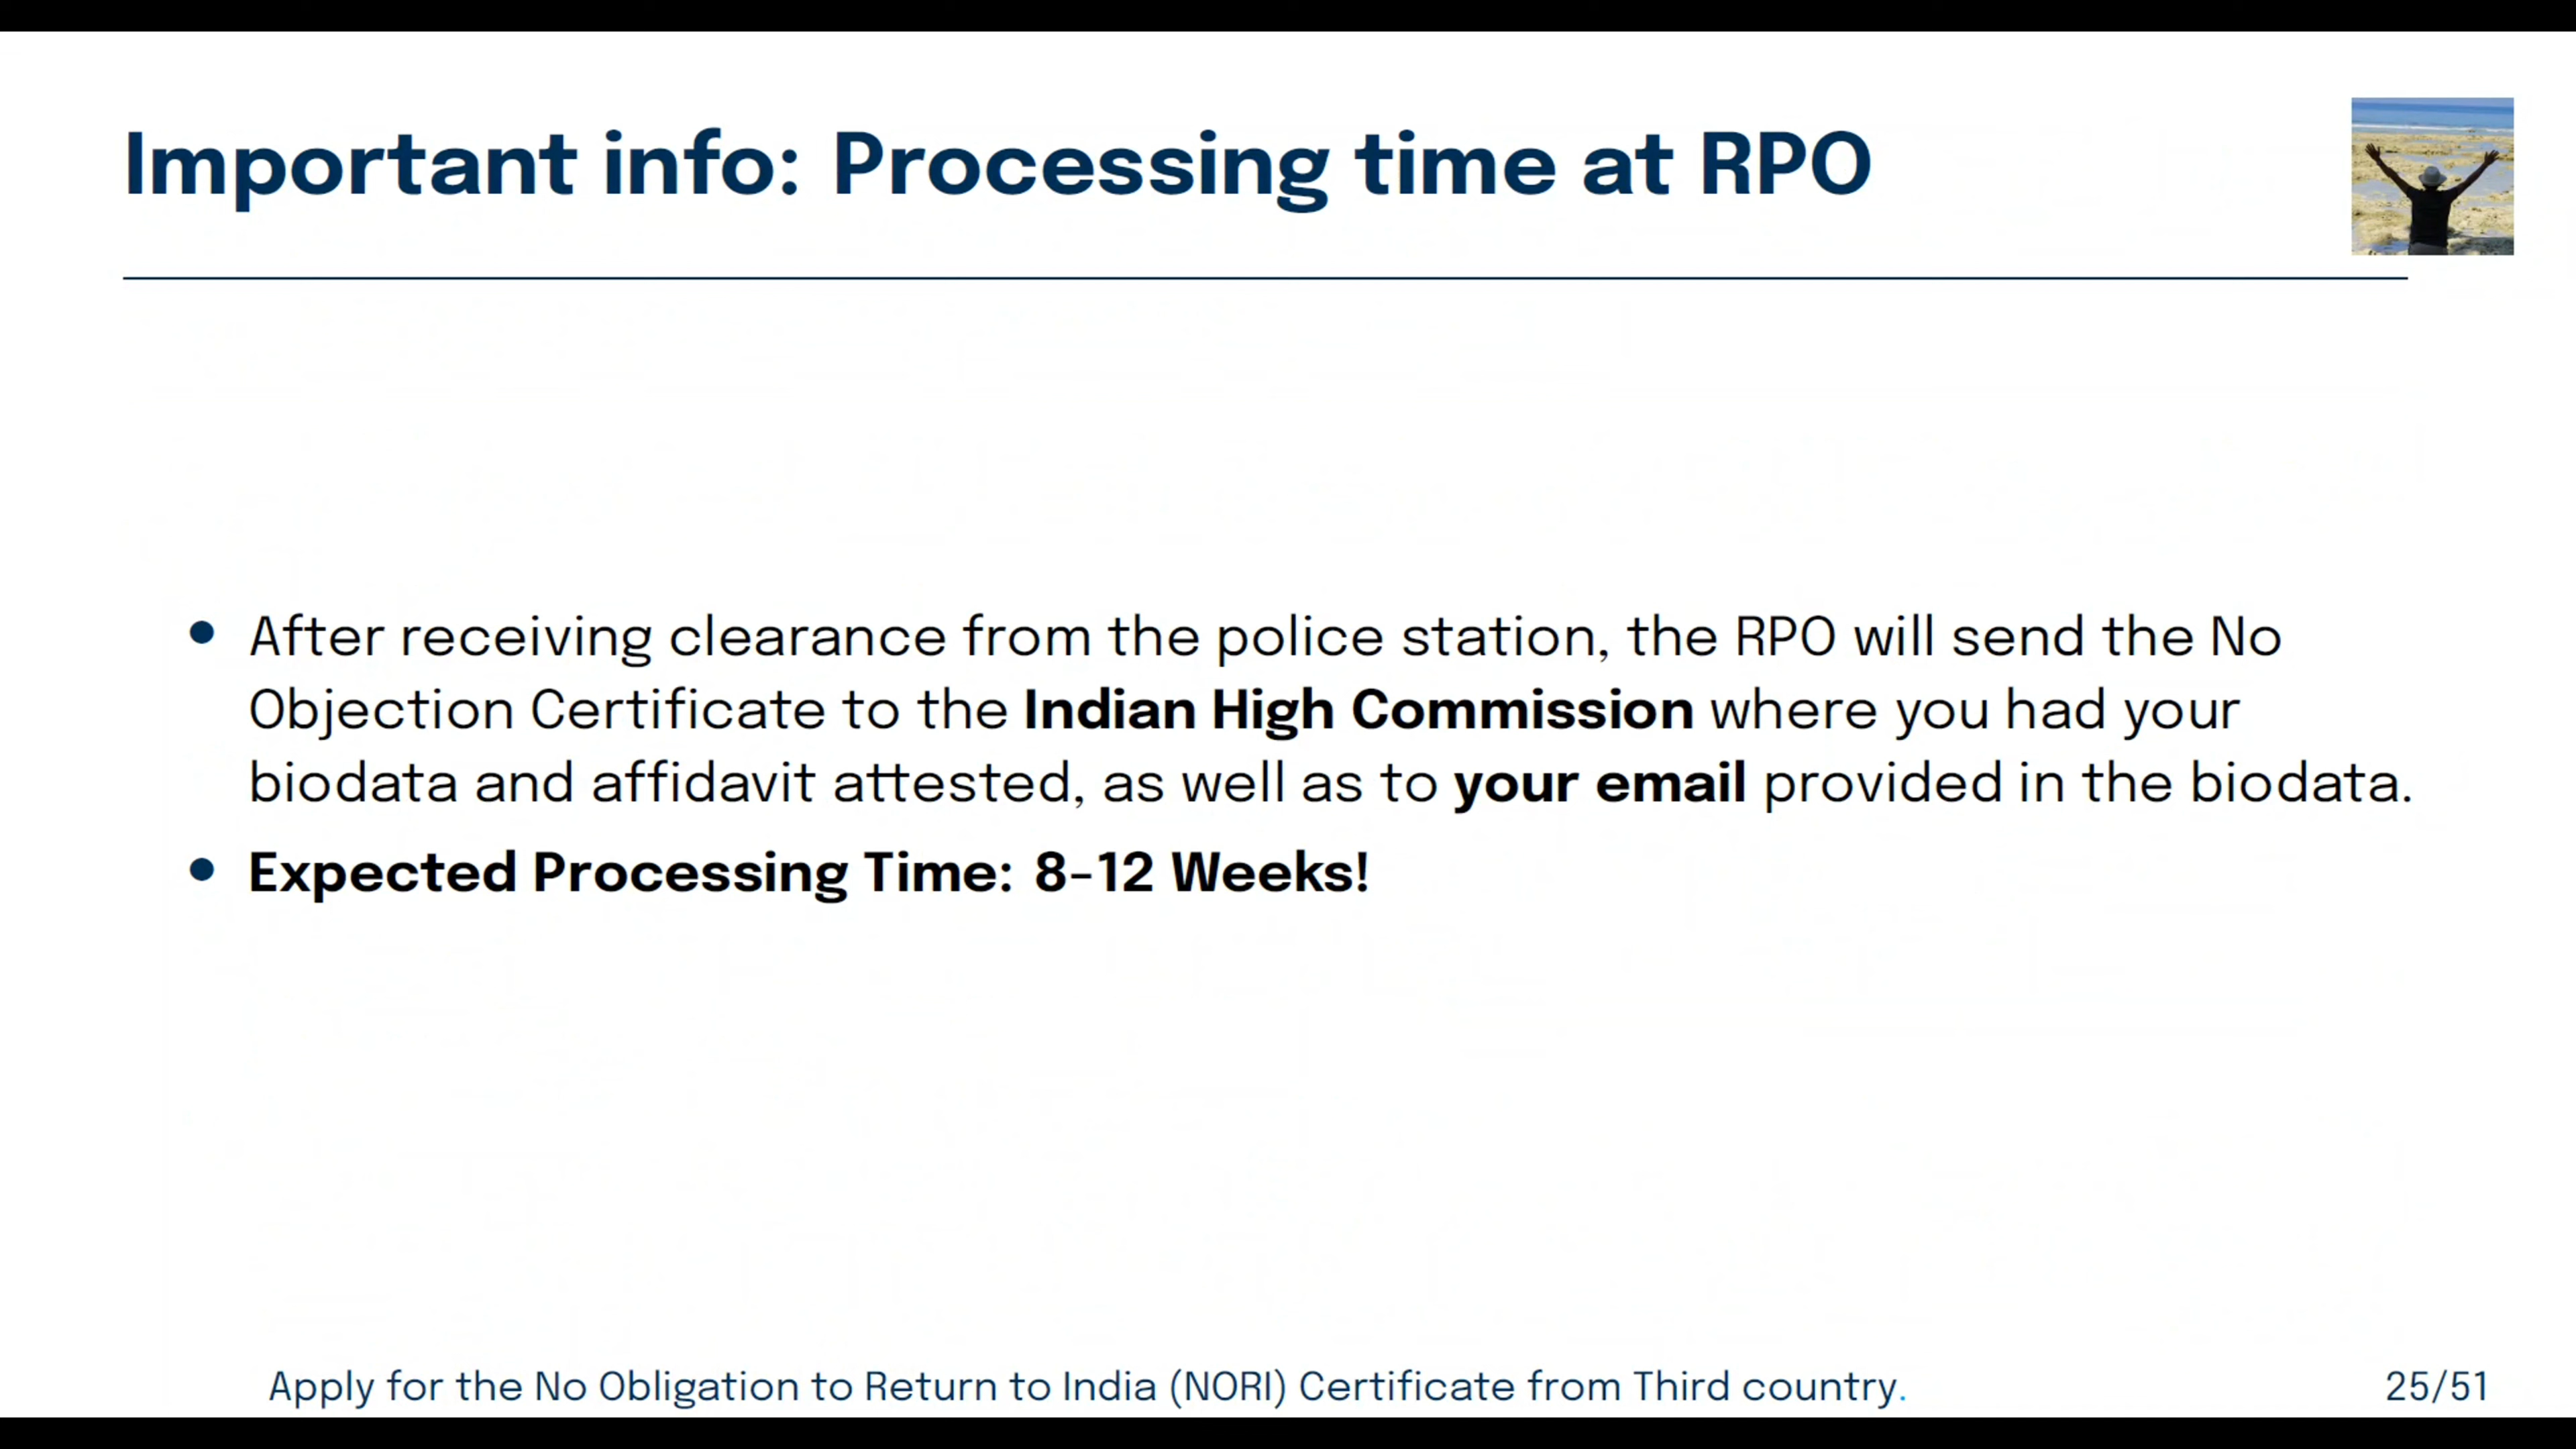 Important info: Processing time at RPO
• After receiving clearance from the police station, the RPO will send the No
Objection Certificate to the Indian High Commission where you had your
biodata and affidavit attested, as well as to your email provided in the biodata.
• Expected Processing Time: 8-12 Weeks!
Apply for the No Obligation to Return to India (NORI) Certificate from Third country.
25/51